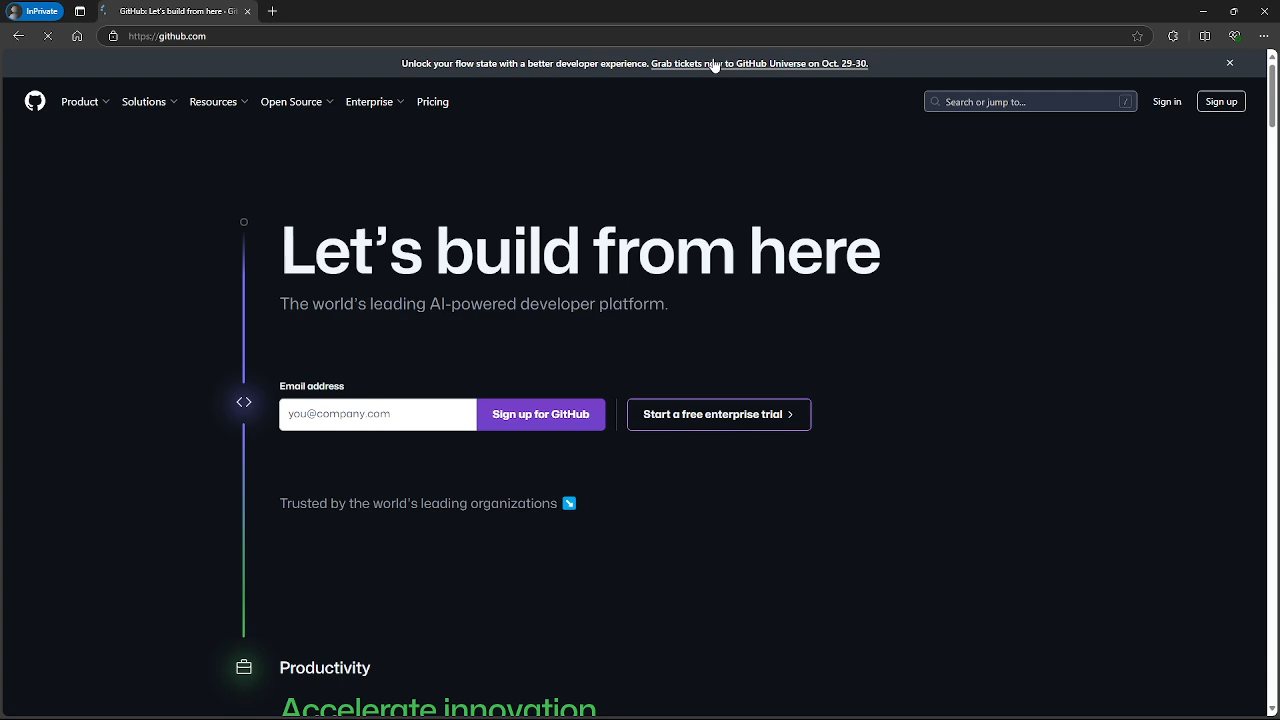 InPrivate
GitHub: Let's build from here · Git
https://github.com
Unlock your flow state with a better developer experience. Grab tickets now to GitHub Universe on Oct. 29-30.
Product
Solutions
Resources
Open Source
Enterprise
Pricing
Search or jump to...
/
Sign in
Sign up
Let's build from here
The world's leading AI-powered developer platform.
Email address
you@company.com
Sign up for GitHub
Start a free enterprise trial
Trusted by the world's leading organizations
Productivity
Accelerate innovation